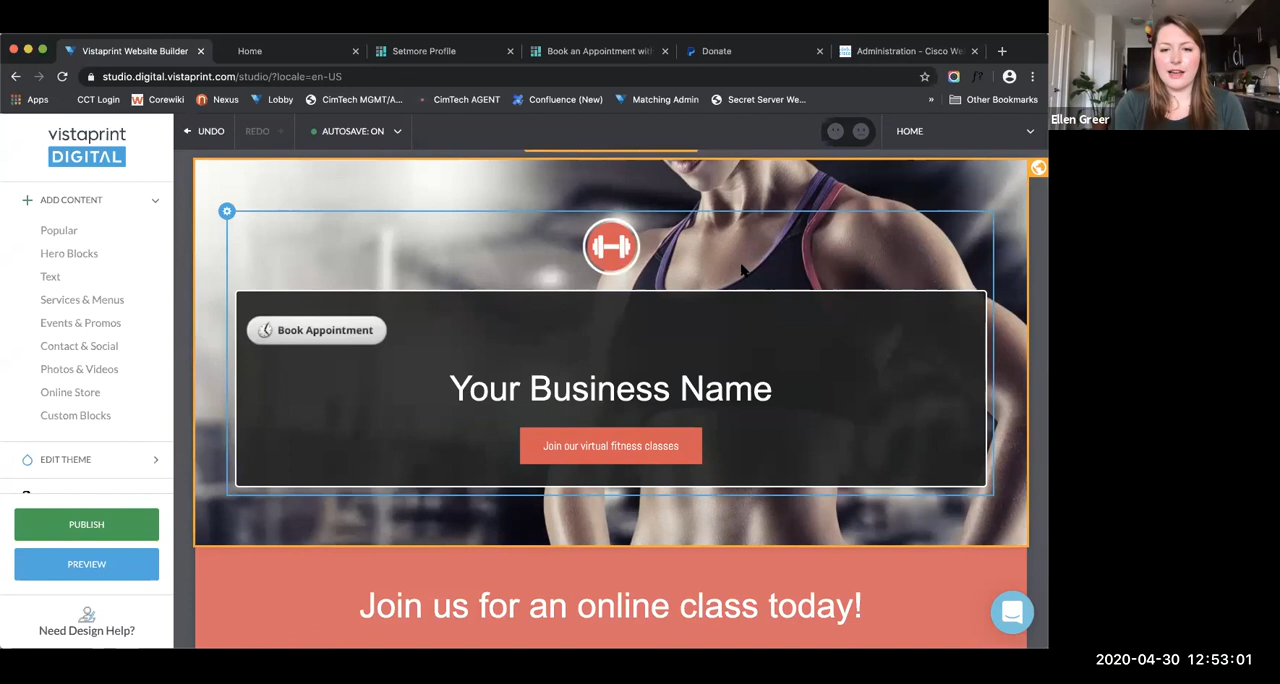 Vistaprint Website Builder
Home
Setmore Profile
Book an Appointment wit
Donate
Administration - Cisco We
studio.digital.vistaprint.com/studio/?locale=en-US
Apps
CCT Login
Corewiki
Nexus
Lobby
CimTech MGMT/A...
CimTech AGENT
Confluence (New)
Matching Admin
Secret Server We...
»
Other Bookmarks
Ellen Greer
vistaprint
DIGITAL
UNDO
REDO
AUTOSAVE: ON
HOME
ADD CONTENT
Popular
Hero Blocks
Text
Services & Menus
Events & Promos
Contact & Social
Photos & Videos
Online Store
Custom Blocks
EDIT THEME
PUBLISH
PREVIEW
Need Design Help?
Book Appointment
Your Business Name
Join our virtual fitness classes
Join us for an online class today!
2020-04-30 12:53:01